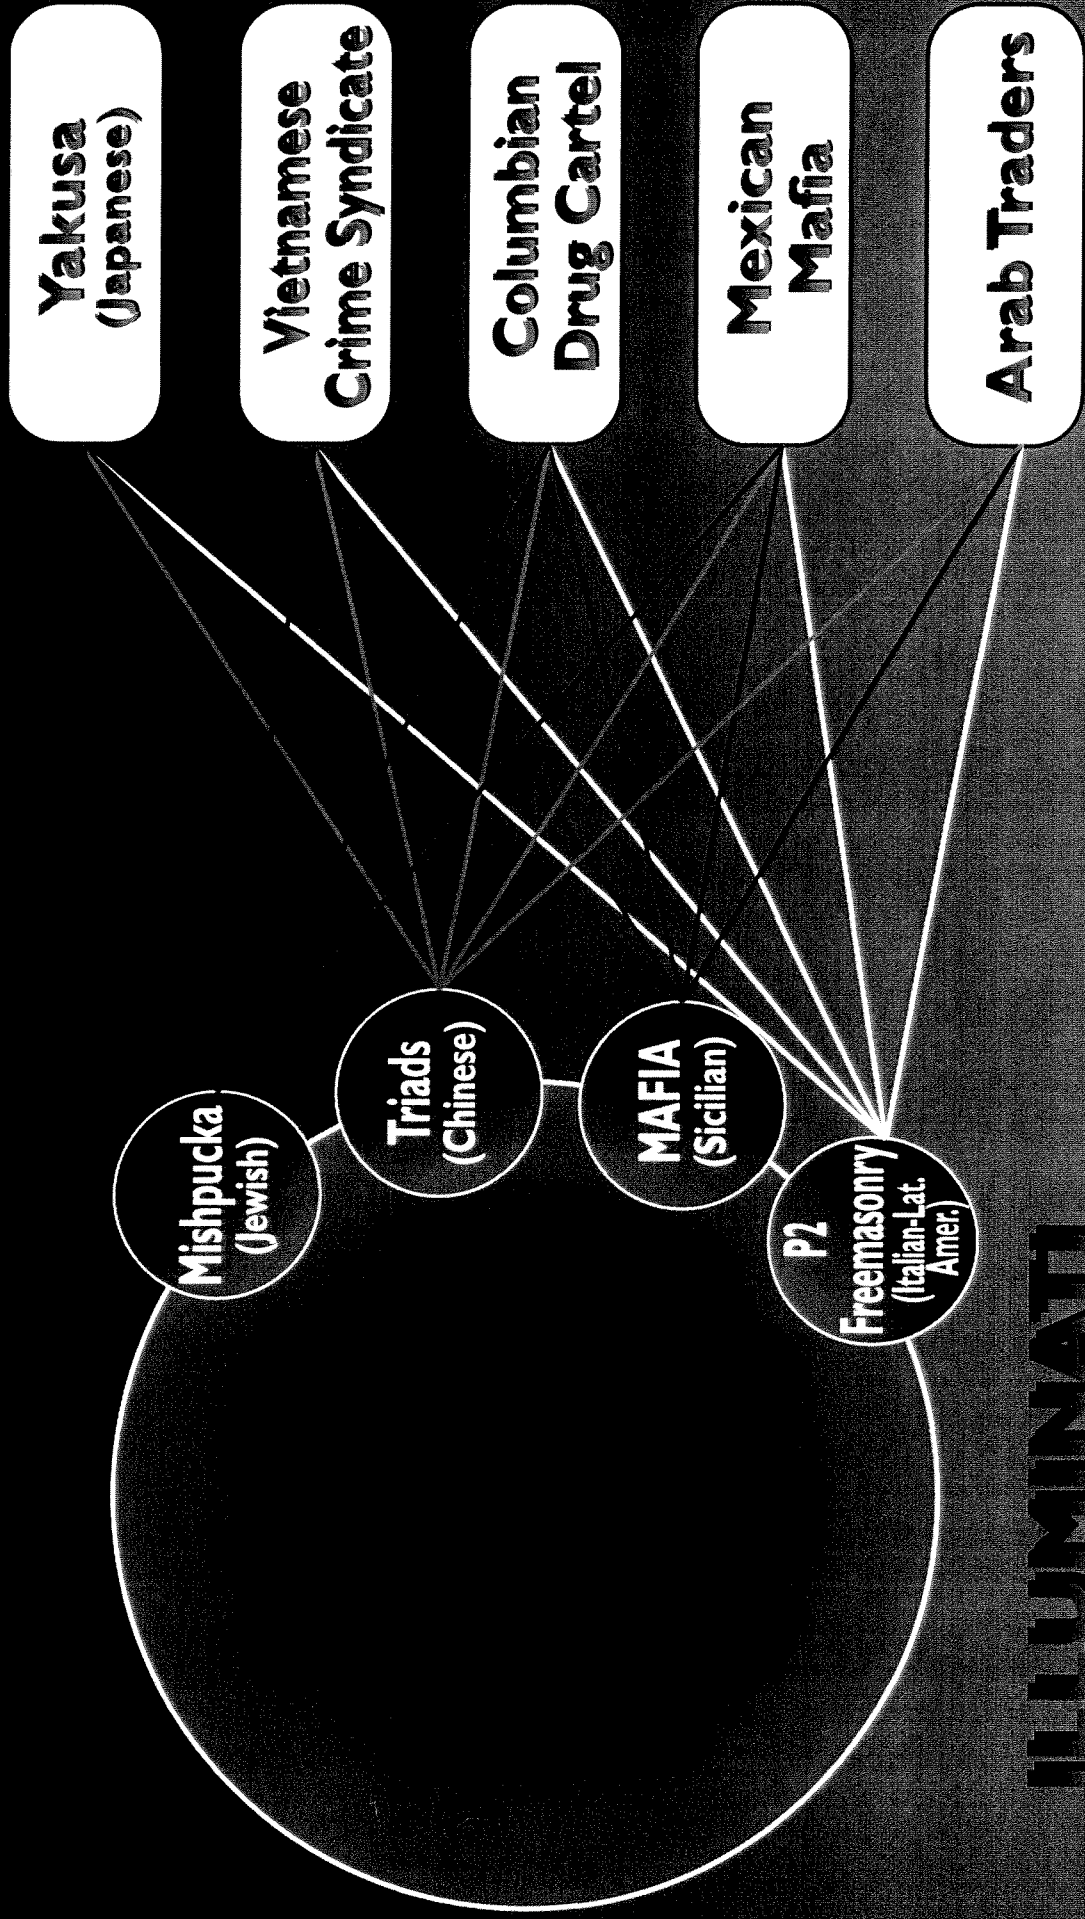 Yakusa
(Japanese)
Vietnamese
Crime Syndicate
Columbian
Drug Cartel
Mexican
Mafia
Arab Traders
Mishpucka
(Jewish)
Triads
(Chinese)
MAFIA
(Sicilian)
P2
Freemasonry
(Italian-Lat.
Amer.)
ILLUMINATI